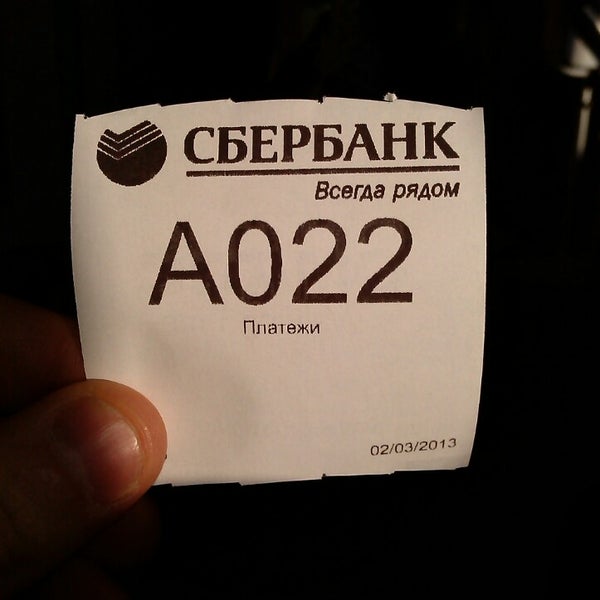 СБЕРБАНК
Всегда рядом
А022
Платежи
02/03/2013